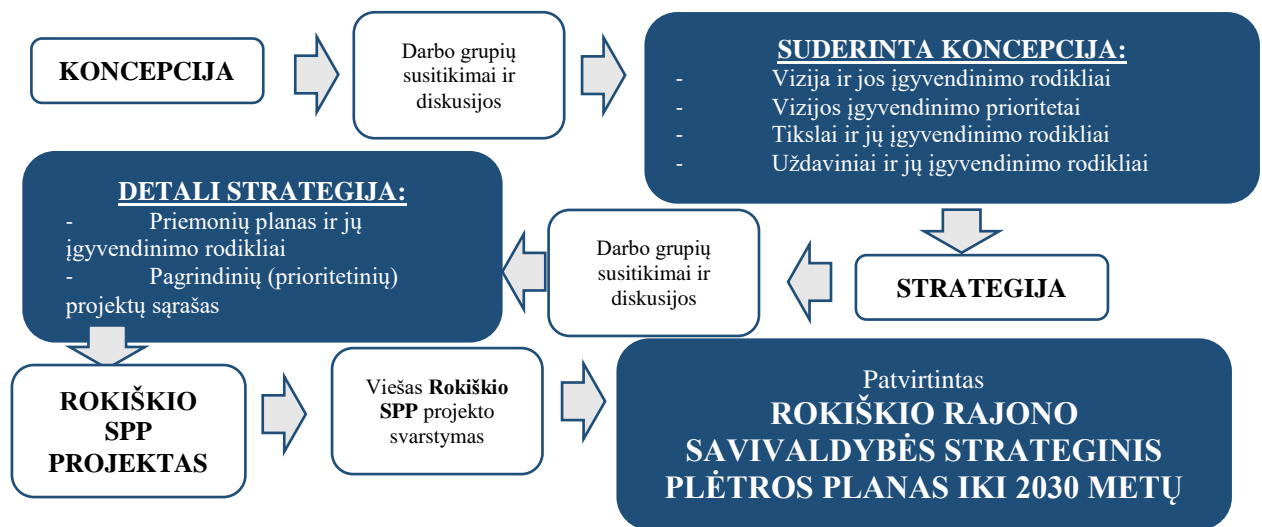 KONCEPCIJA
Darbo grupių
susitikimai ir
diskusijos
SUDERINTA KONCEPCIJA:
- Vizija ir jos įgyvendinimo rodikliai
- Vizijos įgyvendinimo prioritetai
- Tikslai ir jų įgyvendinimo rodikliai
- Uždaviniai ir jų įgyvendinimo rodikliai
STRATEGIJA
Darbo grupių
susitikimai ir
diskusijos
DETALI STRATEGIJA:
- Priemonių planas ir jų
įgyvendinimo rodikliai
- Pagrindinių (prioritetinių)
projektų sąrašas
ROKIŠKIO
SPP
PROJEKTAS
Viešas Rokiškio
SPP projekto
svarstymas
Patvirtintas
ROKIŠKIO RAJONO
SAVIVALDYBĖS STRATEGINIS
PLĖTROS PLANAS IKI 2030 METŲ